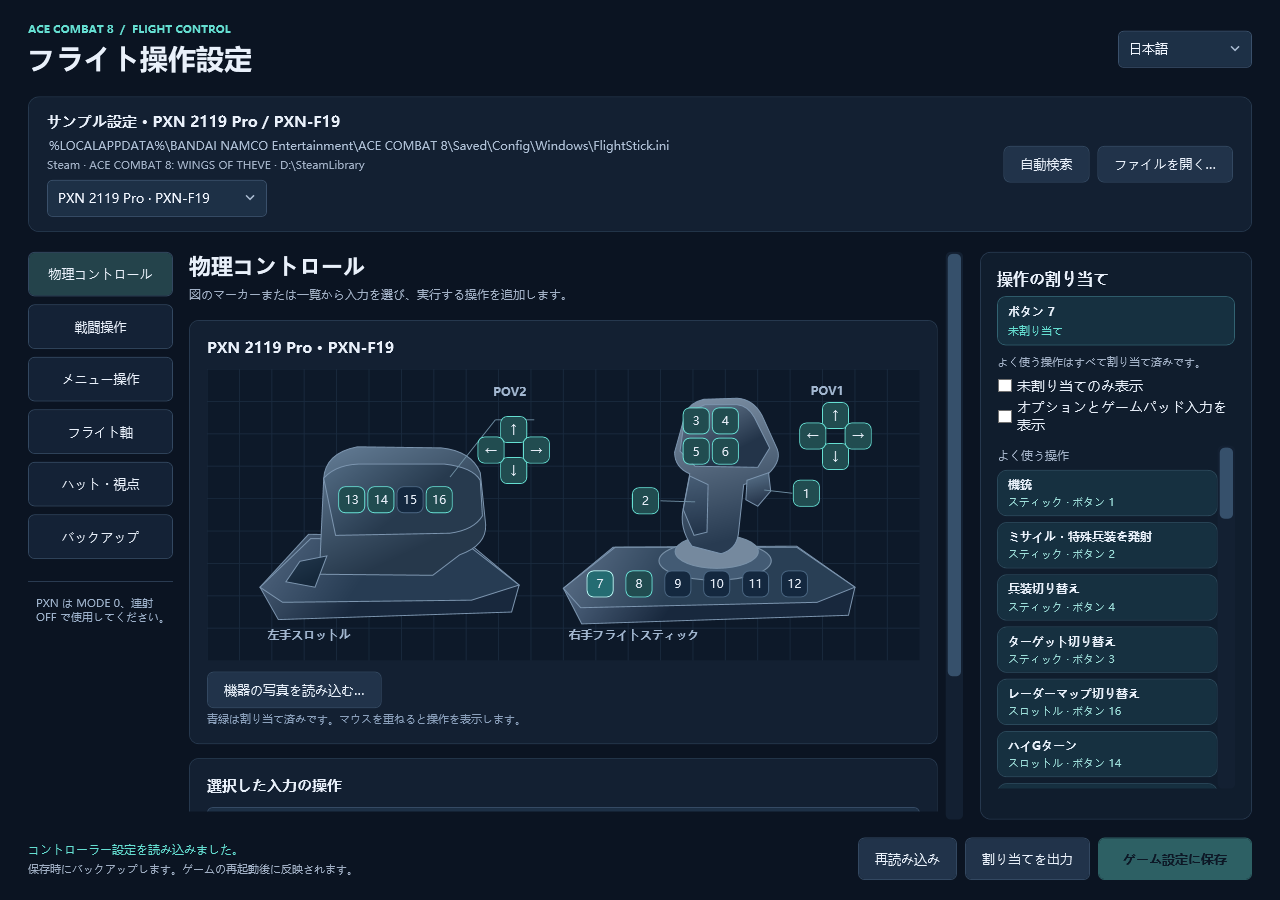 ACE COMBAT 8 / FLIGHT CONTROL
フライト操作設定
日本語
サンプル設定 • PXN 2119 Pro / PXN-F19
%LOCALAPPDATA%\BANDAI NAMCO Entertainment\ACE COMBAT 8\Saved\Config\Windows\FlightStick.ini
Steam · ACE COMBAT 8: WINGS OF THEVE · D:\SteamLibrary
PXN 2119 Pro · PXN-F19
自動検索
ファイルを開く...
物理コントロール
戦闘操作
メニュー操作
フライト軸
ハット・視点
バックアップ
PXN は MODE 0、連射
OFF で使用してください。
物理コントロール
図のマーカーまたは一覧から入力を選び、実行する操作を追加します。
PXN 2119 Pro • PXN-F19
POV2
↑
← →
↓
13 14 15 16
左手スロットル
POV1
↑
← →
↓
3 4
5 6
2
1
7 8 9 10 11 12
右手フライトスティック
機器の写真を読み込む...
青緑は割り当て済みです。マウスを重ねると操作を表示します。
選択した入力の操作
操作の割り当て
ボタン 7
未割り当て
よく使う操作はすべて割り当て済みです。
未割り当てのみ表示
オプションとゲームパッド入力を
表示
よく使う操作
機銃
スティック · ボタン 1
ミサイル・特殊兵装を発射
スティック · ボタン 2
兵装切り替え
スティック · ボタン 4
ターゲット切り替え
スティック · ボタン 3
レーダーマップ切り替え
スロットル · ボタン 16
ハイGターン
スロットル · ボタン 14
コントローラー設定を読み込みました。
保存時にバックアップします。ゲームの再起動後に反映されます。
再読み込み
割り当てを出力
ゲーム設定に保存